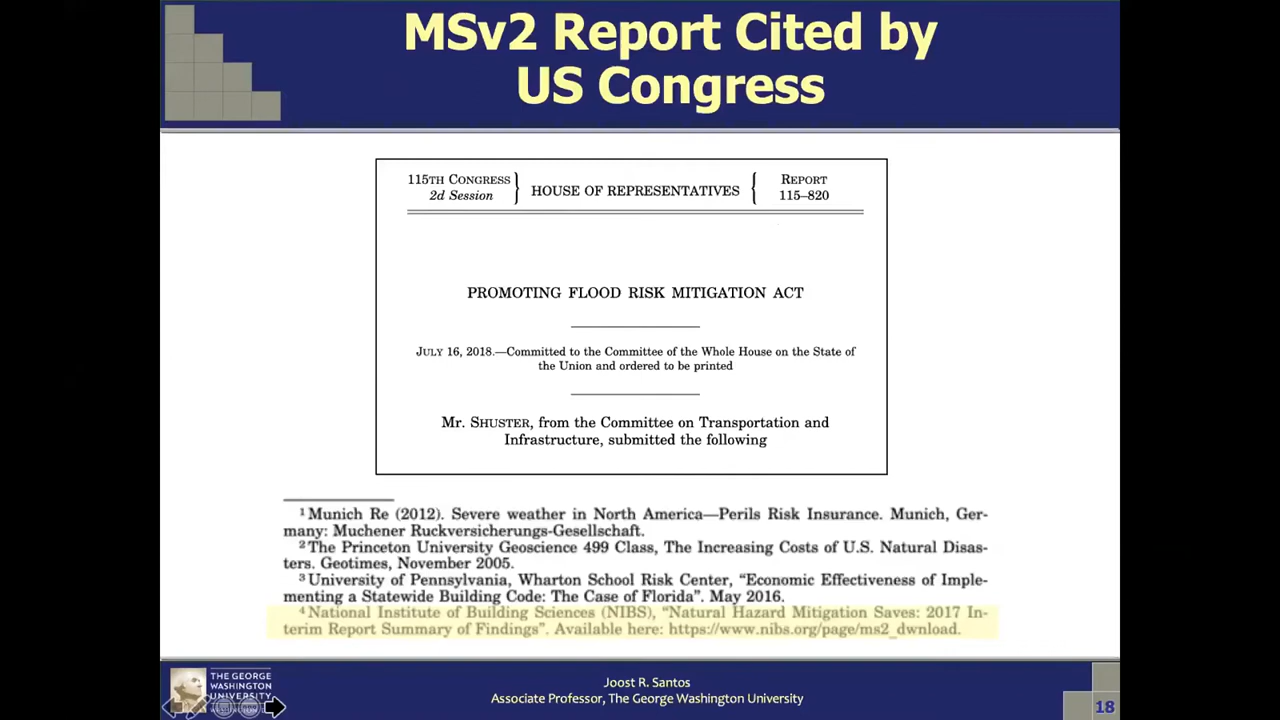 MSv2 Report Cited by
US Congress
115TH CONGRESS
2d Session
HOUSE OF REPRESENTATIVES
REPORT
115–820
PROMOTING FLOOD RISK MITIGATION ACT
JULY 16, 2018.—Committed to the Committee of the Whole House on the State of
the Union and ordered to be printed
Mr. SHUSTER, from the Committee on Transportation and
Infrastructure, submitted the following
1 Munich Re (2012). Severe weather in North America—Perils Risk Insurance. Munich, Ger-
many: Muchener Ruckversicherungs-Gesellschaft.
2 The Princeton University Geoscience 499 Class, The Increasing Costs of U.S. Natural Disas-
ters. Geotimes, November 2005.
3 University of Pennsylvania, Wharton School Risk Center, “Economic Effectiveness of Imple-
menting a Statewide Building Code: The Case of Florida”. May 2016.
4 National Institute of Building Sciences (NIBS), “Natural Hazard Mitigation Saves: 2017 In-
terim Report Summary of Findings”. Available here: https://www.nibs.org/page/ms2_dwnload.
THE GEORGE
WASHINGTON
UNIVERSITY
Joost R. Santos
Associate Professor, The George Washington University
18